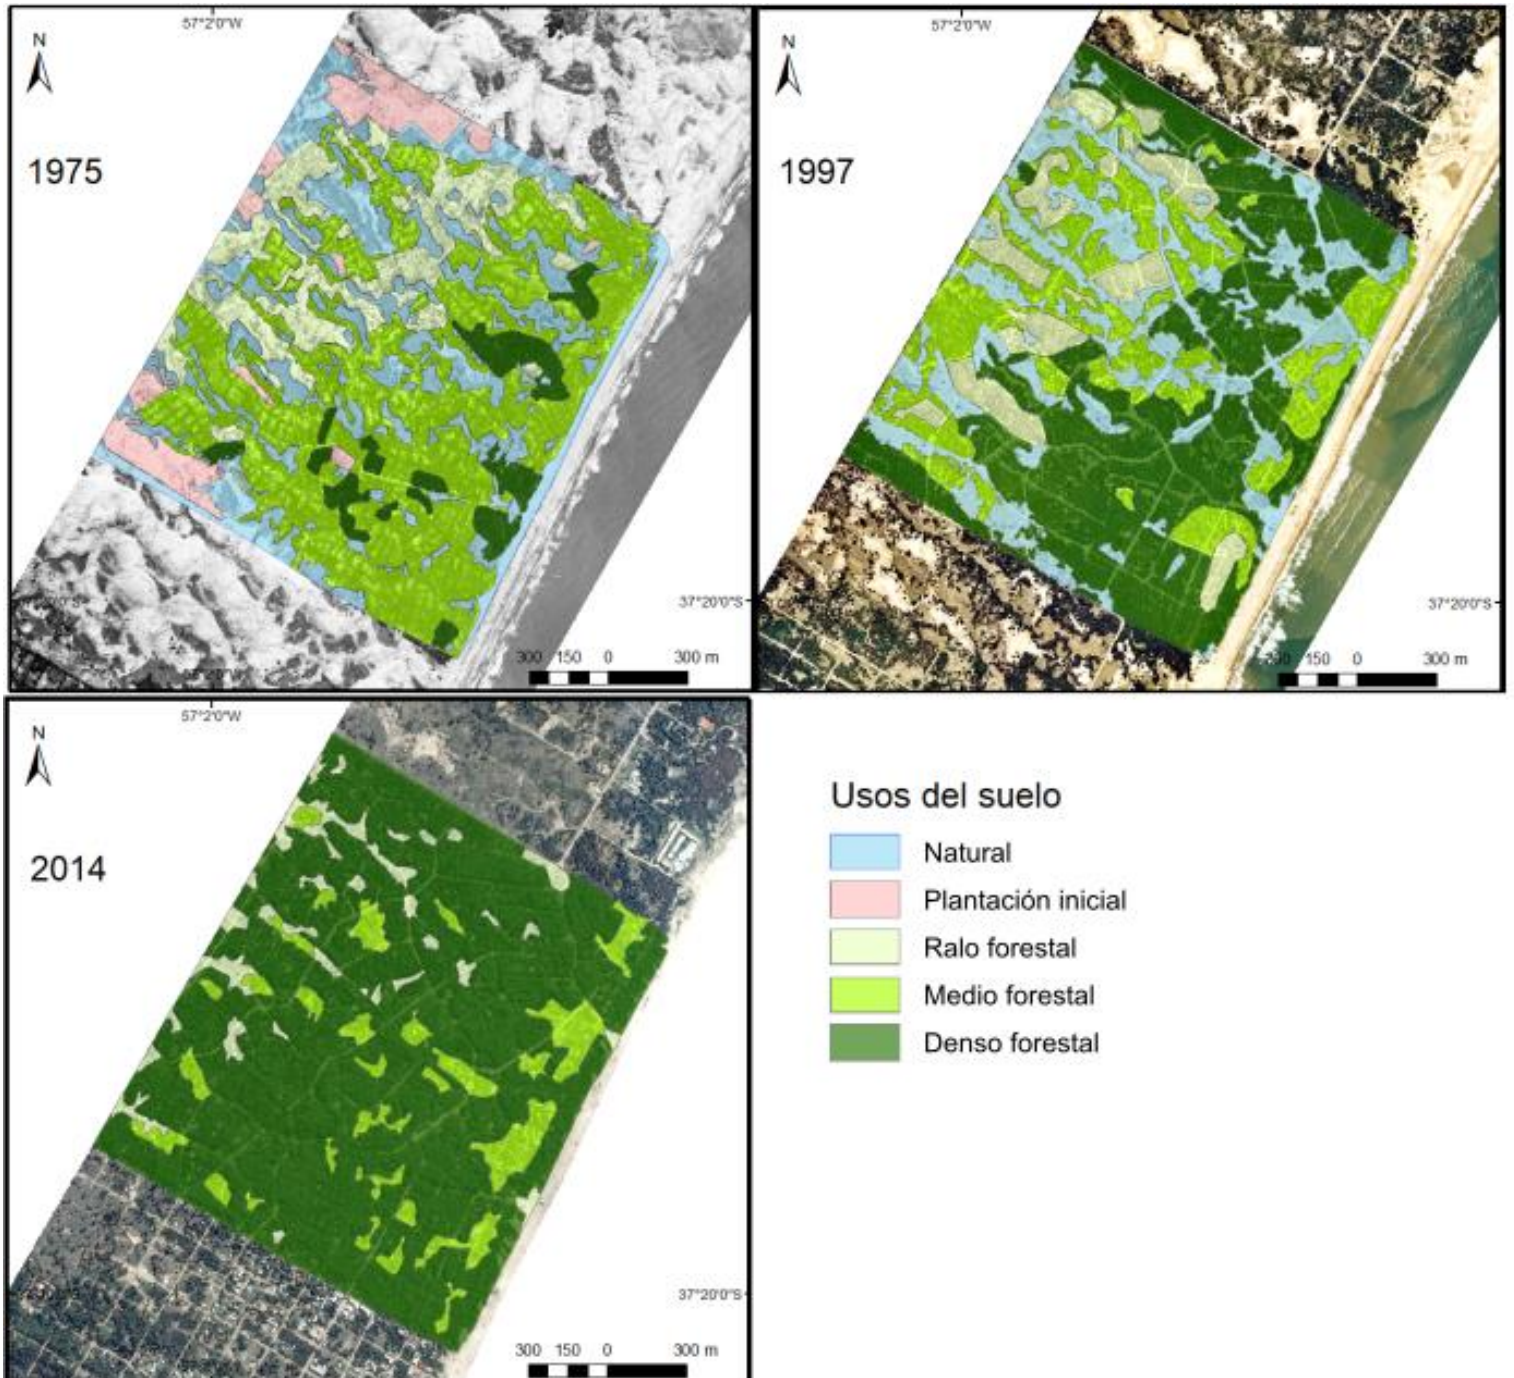 57°2'0"W
N
1975
37°20'0"S
300 150 0 300 m
57°2'0"W
N
1997
37°20'0"S
150 0 300 m
57°2'0"W
N
2014
37°20'0"S
300 150 0 300 m
Usos del suelo
Natural
Plantación inicial
Ralo forestal
Medio forestal
Denso forestal